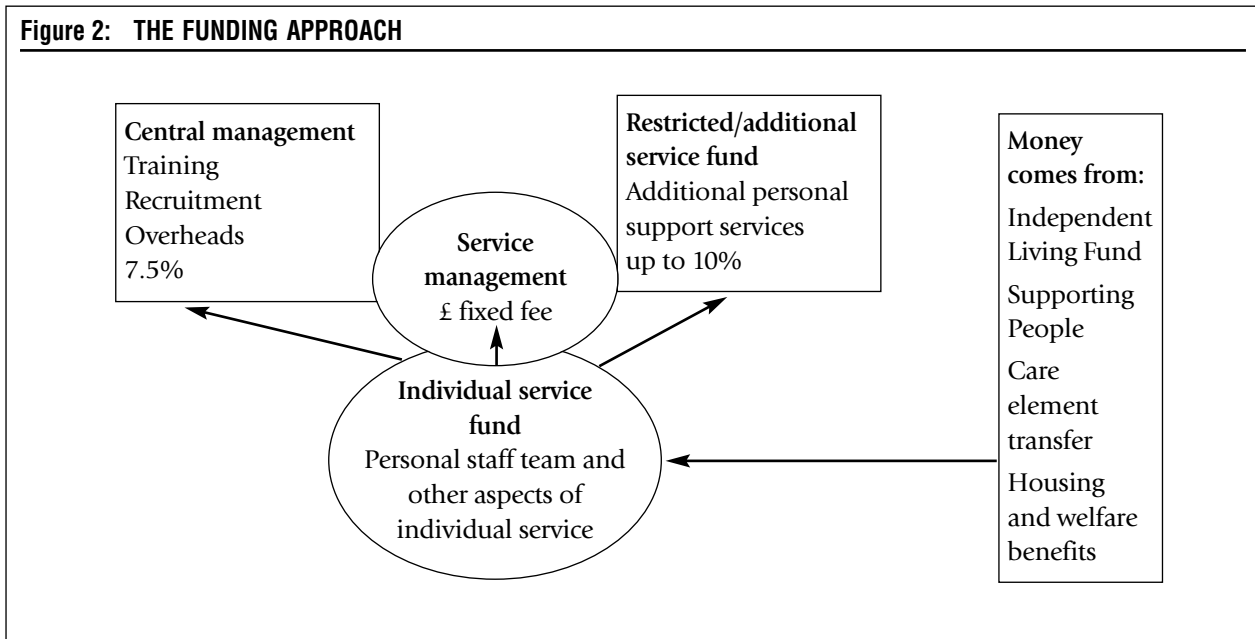 Figure 2: THE FUNDING APPROACH
Central management
Training
Recruitment
Overheads
7.5%
Service
management
£ fixed fee
Restricted/additional
service fund
Additional personal
support services
up to 10%
Individual service
fund
Personal staff team and
other aspects of
individual service
Money
comes from:
Independent
Living Fund
Supporting
People
Care
element
transfer
Housing
and welfare
benefits